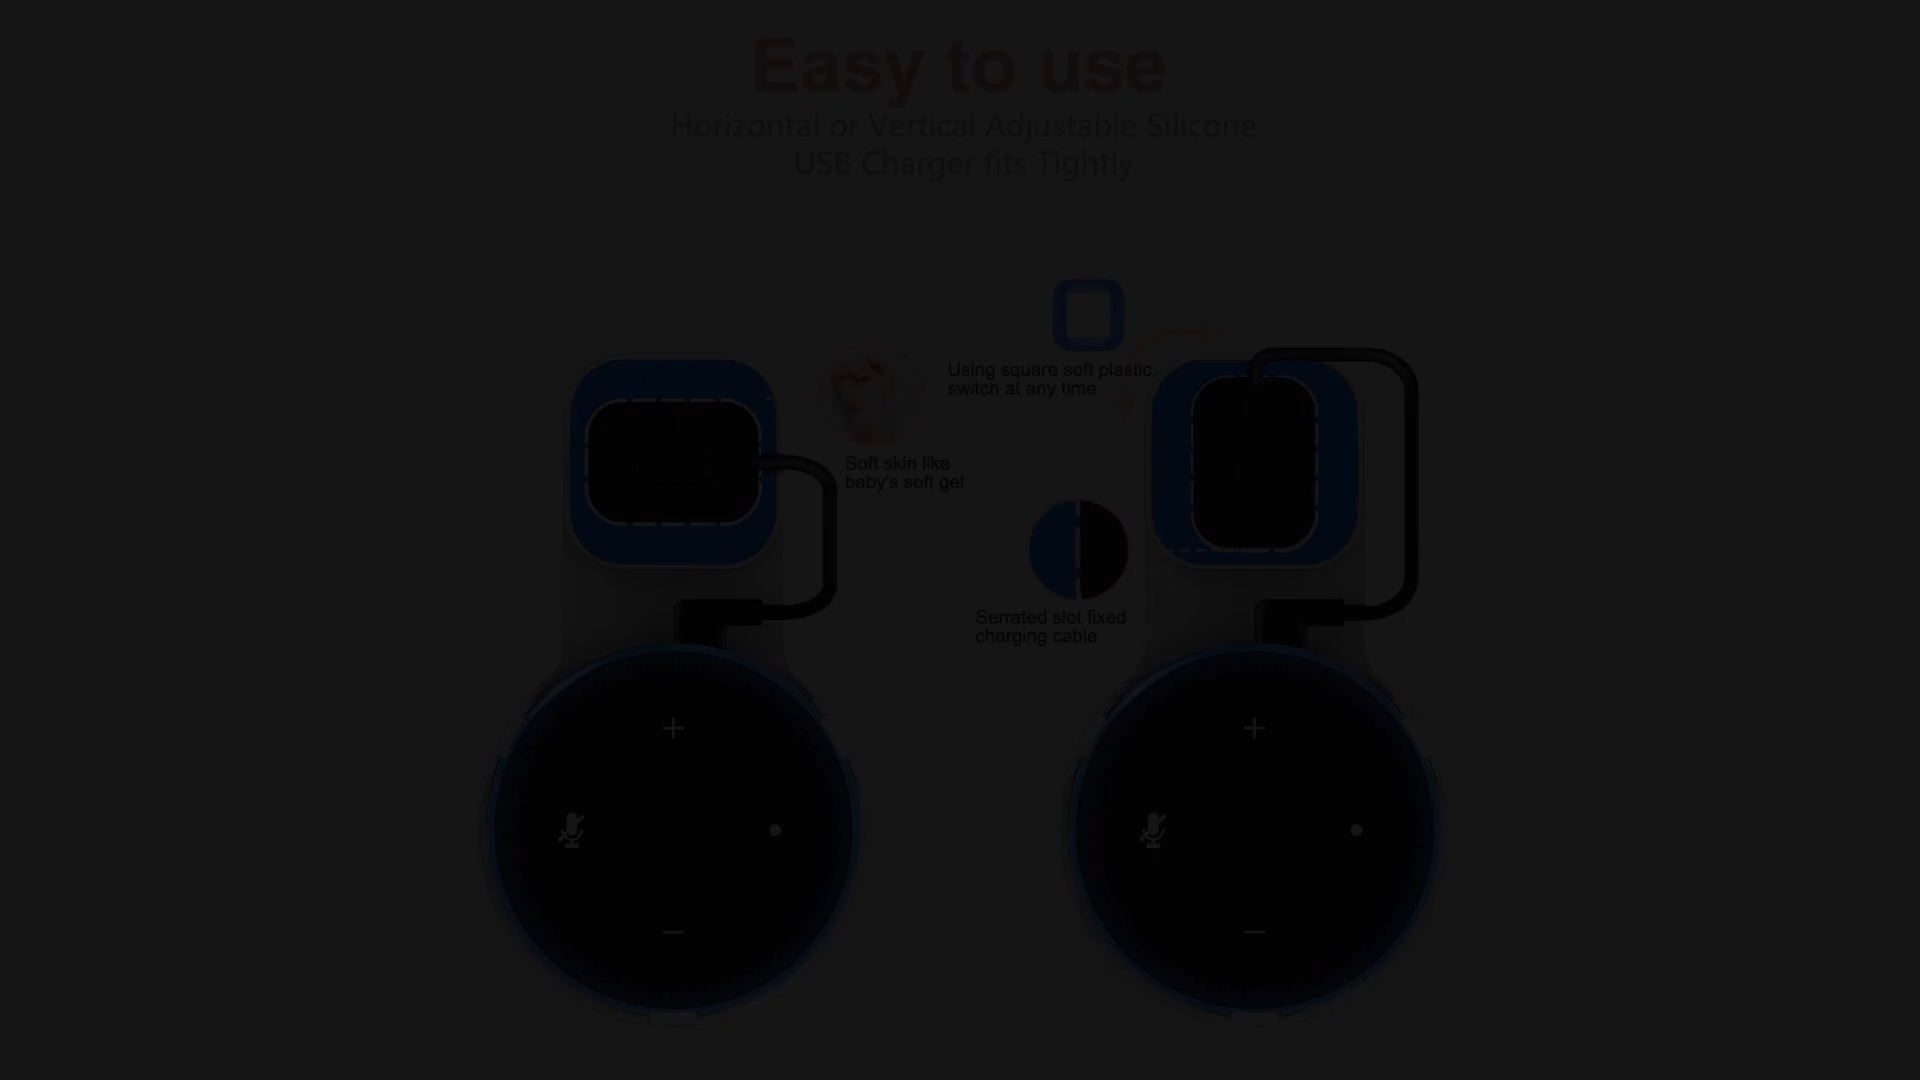 Easy to use
Horizontal or Vertical Adjustable Silicone
USB Charger fits Tightly
Using square soft plastic,
switch at any time
Soft skin like
baby's soft gel
Serrated slot fixed
charging cable